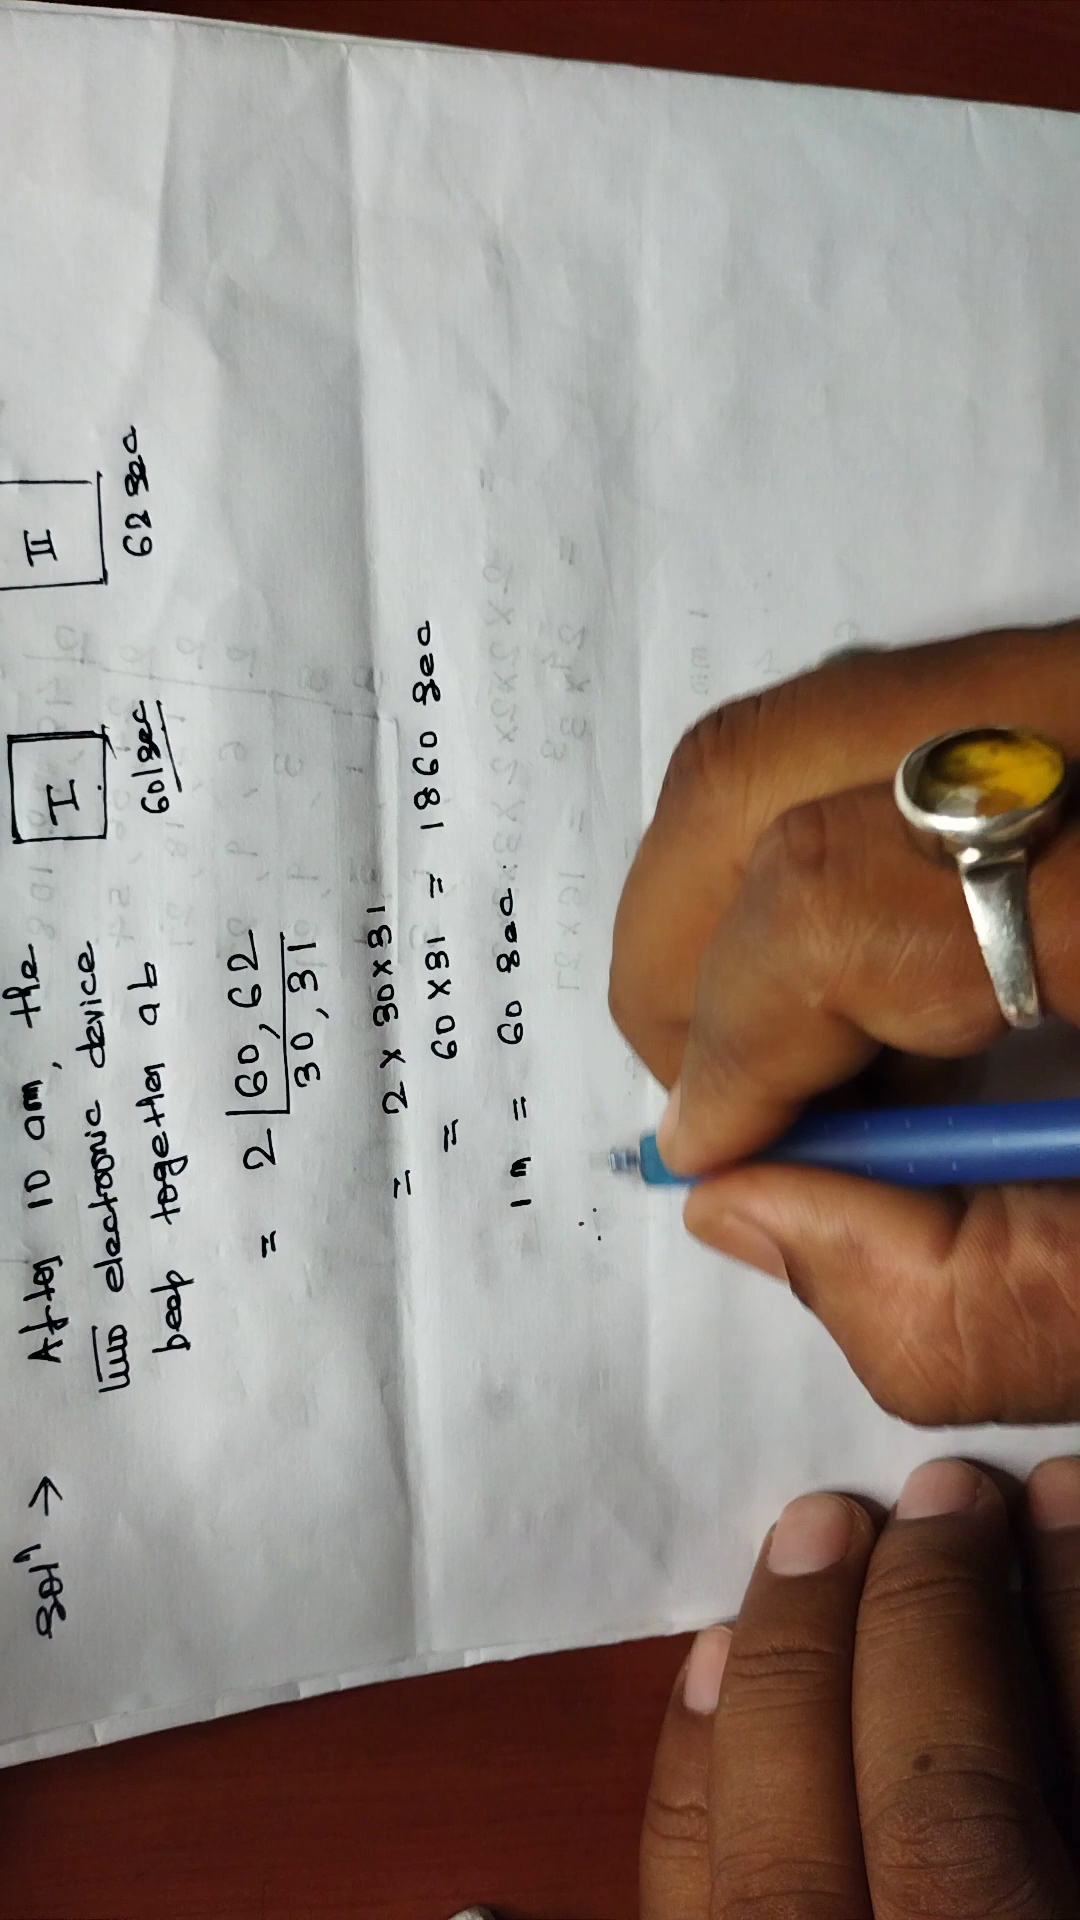 Solⁿ → After 10 am, the
two electronic device
beep together at
I
II
60 sec
62 sec
= 2 | 60, 62
30, 31
= 2 × 30 × 31
= 60 × 31 = 1860 sec
1 m = 60 sec.
∴